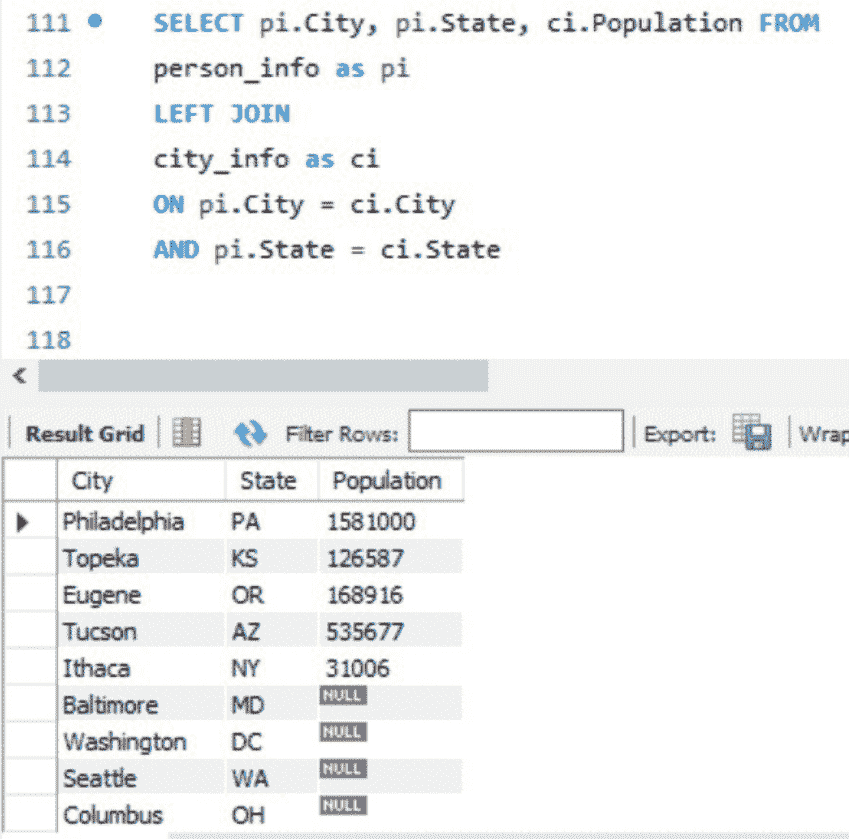 111 SELECT pi.City, pi.State, ci.Population FROM
112 person_info as pi
113 LEFT JOIN
114 city_info as ci
115 ON pi.City = ci.City
116 AND pi.State = ci.State
117
118
Result Grid Filter Rows: Export: Wrap
City State Population
Philadelphia PA 1581000
Topeka KS 126587
Eugene OR 168916
Tucson AZ 535677
Ithaca NY 31006
Baltimore MD NULL
Washington DC NULL
Seattle WA NULL
Columbus OH NULL